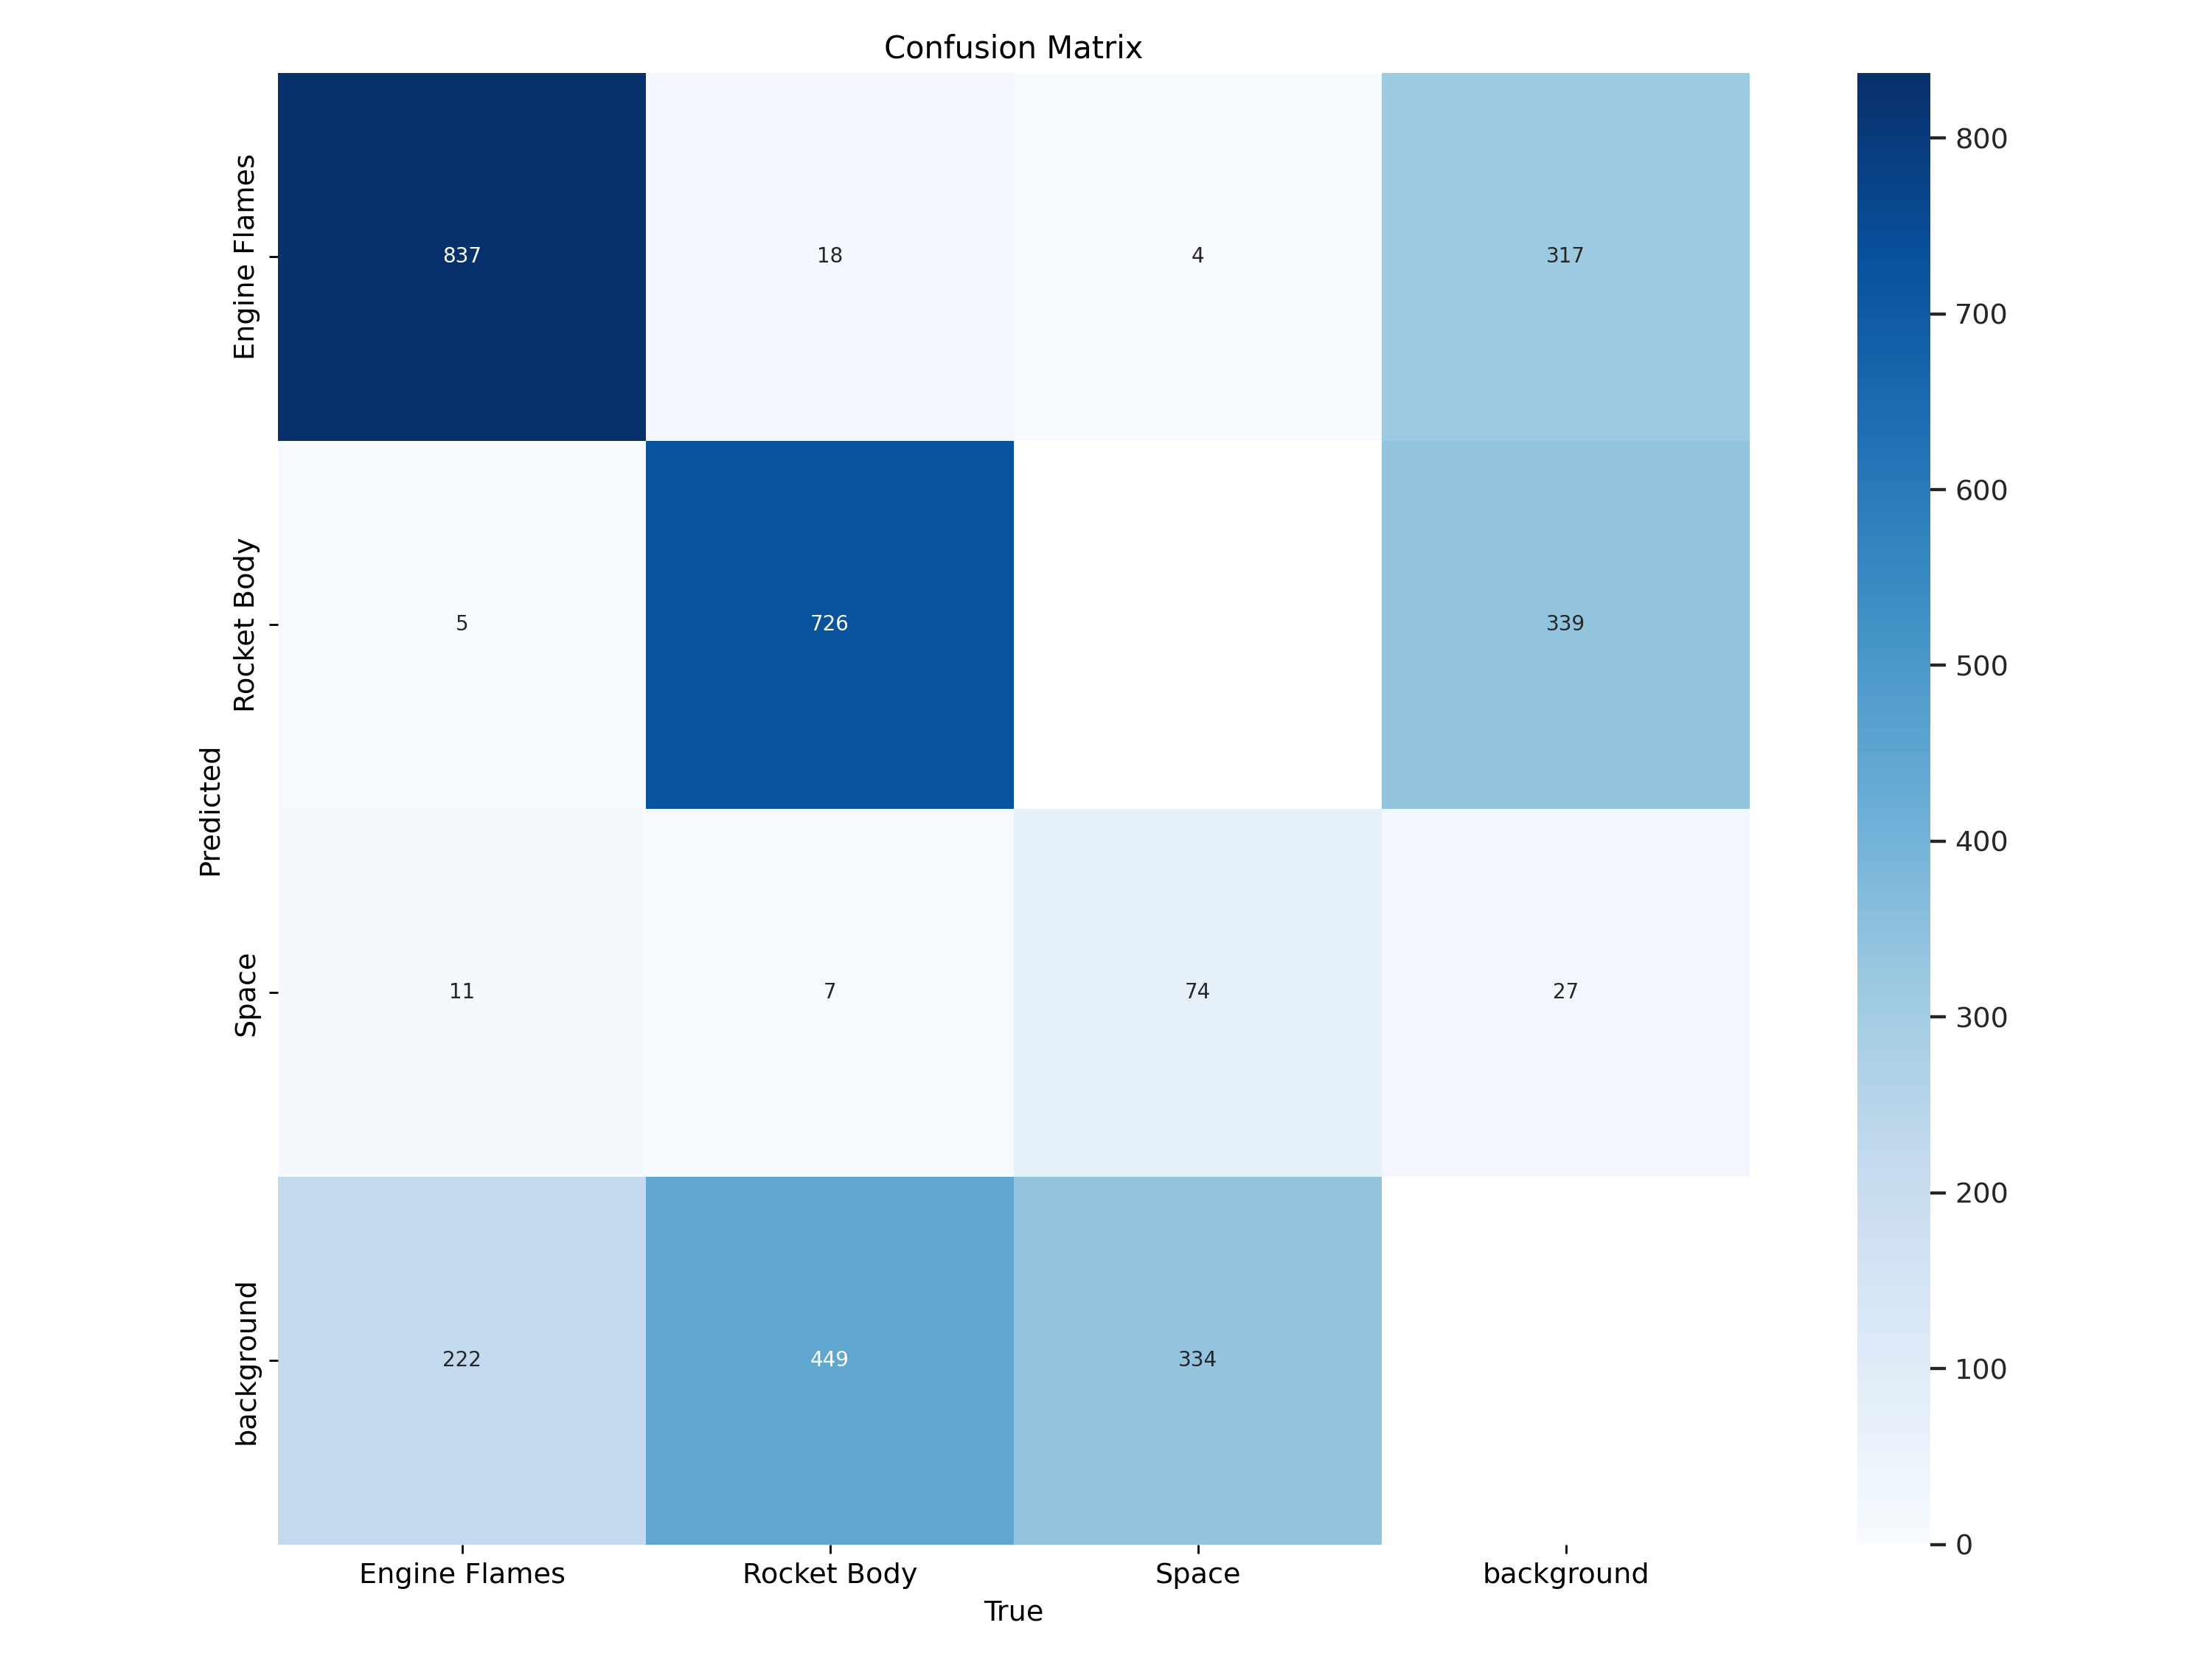 Confusion Matrix
Engine Flames
837 18 4 317
Rocket Body
5 726 339
Space
11 7 74 27
background
222 449 334
Predicted
Engine Flames Rocket Body Space background
True
800
700
600
500
400
300
200
100
0